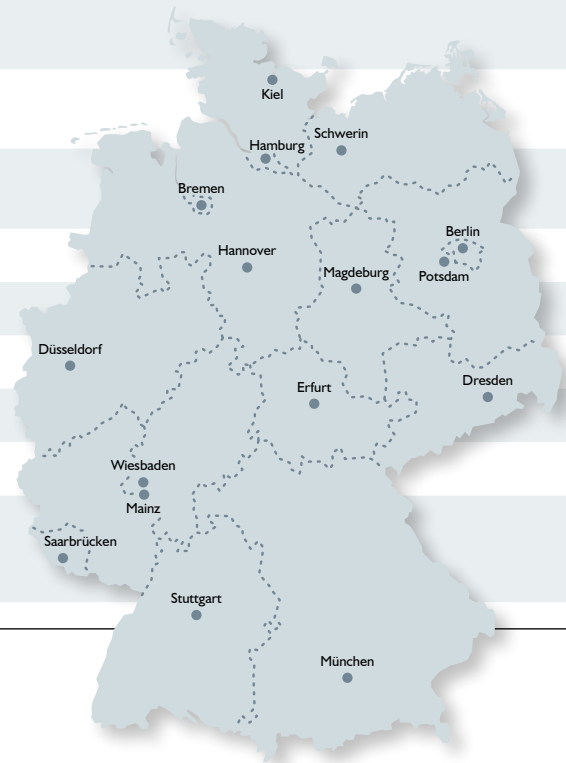 Kiel
Schwerin
Hamburg
Bremen
Berlin
Hannover
Magdeburg
Potsdam
Düsseldorf
Dresden
Erfurt
Wiesbaden
Mainz
Saarbrücken
Stuttgart
München